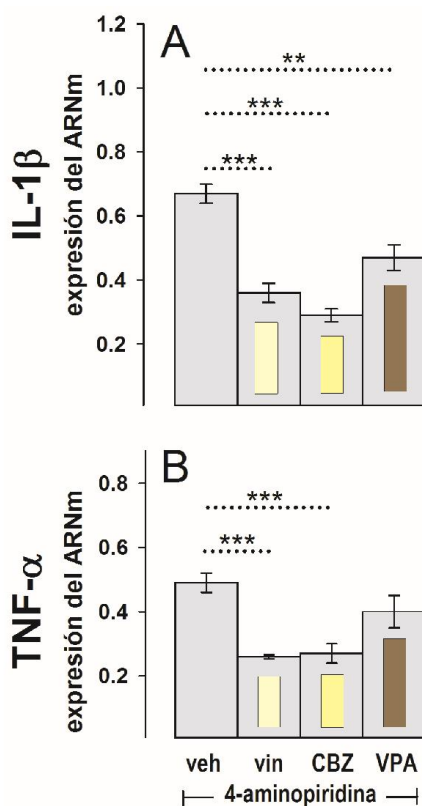 A
IL-1β
expresión del ARNm
1.2
1.0
0.8
0.6
0.4
0.2
**
***
***
B
TNF-α
expresión del ARNm
0.8
0.6
0.4
0.2
***
***
veh vin CBZ VPA
4-aminopiridina